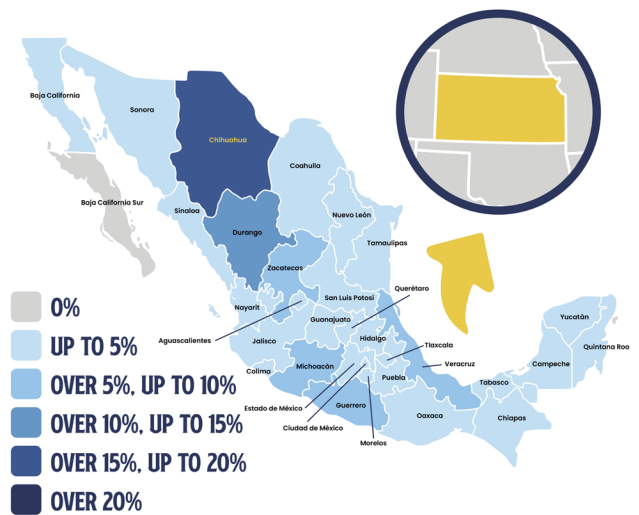 Baja California
Sonora
Chihuahua
Coahuila
Baja California Sur
Sinaloa
Nuevo León
Durango
Tamaulipas
Zacatecas
Querétaro
Nayarit
San Luis Potosí
Aguascalientes
Guanajuato
Hidalgo
Jalisco
Tlaxcala
Yucatán
Quintana Roo
Colima
Michoacán
Veracruz
Campeche
Puebla
Tabasco
Estado de México
Guerrero
Ciudad de México
Oaxaca
Chiapas
Morelos
0%
UP TO 5%
OVER 5%, UP TO 10%
OVER 10%, UP TO 15%
OVER 15%, UP TO 20%
OVER 20%